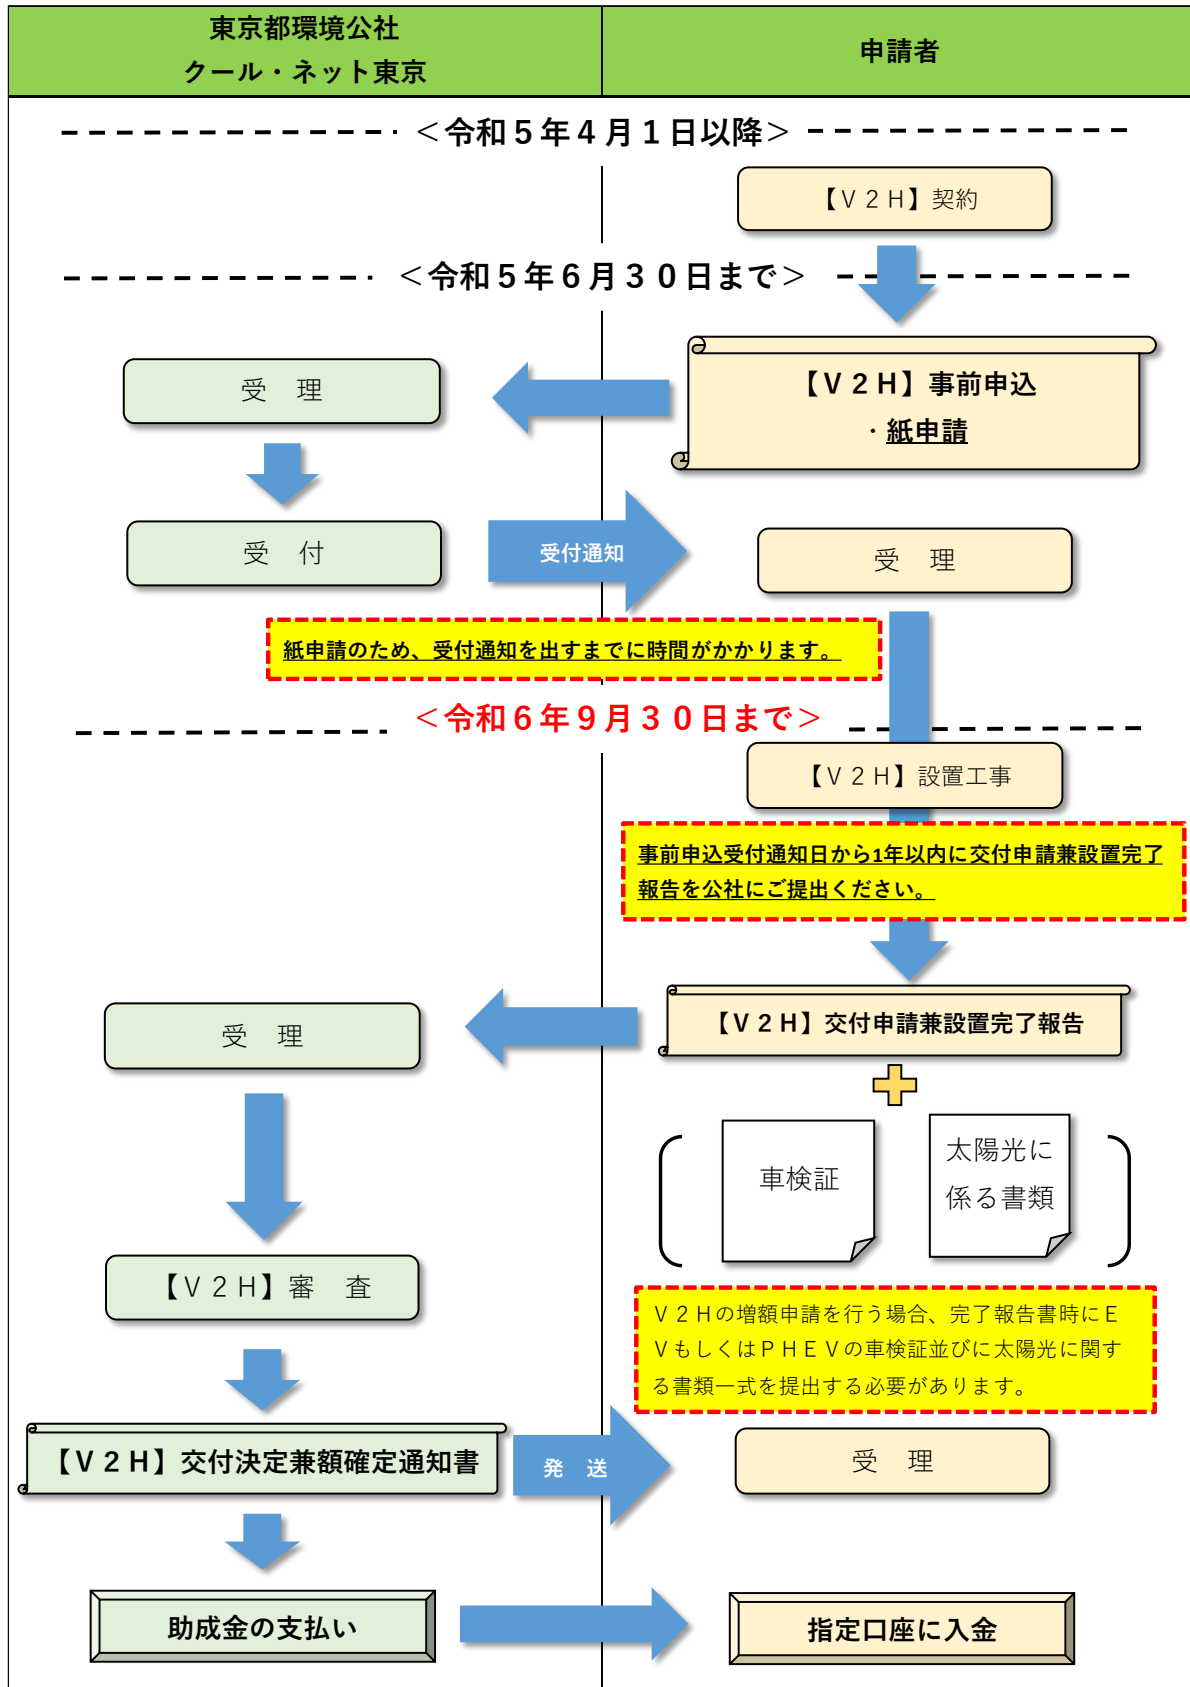 東京都環境公社
クール・ネット東京
申請者
＜令和５年４月１日以降＞
【Ｖ２Ｈ】契約
＜令和５年６月３０日まで＞
【Ｖ２Ｈ】事前申込
・紙申請
受　理
受　付
受付通知
受　理
紙申請のため、受付通知を出すまでに時間がかかります。
＜令和６年９月３０日まで＞
【Ｖ２Ｈ】設置工事
事前申込受付通知日から1年以内に交付申請兼設置完了
報告を公社にご提出ください。
【Ｖ２Ｈ】交付申請兼設置完了報告
受　理
車検証
太陽光に
係る書類
【Ｖ２Ｈ】審　査
Ｖ２Ｈの増額申請を行う場合、完了報告書時にＥ
ＶもしくはＰＨＥＶの車検証並びに太陽光に関す
る書類一式を提出する必要があります。
【Ｖ２Ｈ】交付決定兼額確定通知書
発　送
受　理
助成金の支払い
指定口座に入金